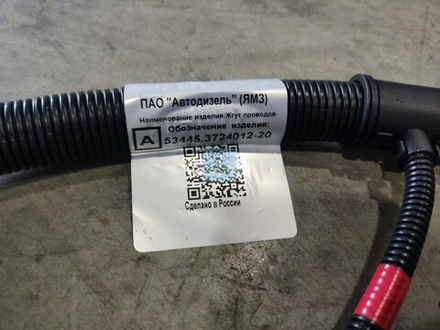 ПАО "Автодизель" (ЯМЗ)
Наименование изделия:Жгут проводов
Обозначение изделия:
А 53445.3724012-20
Сделано в России